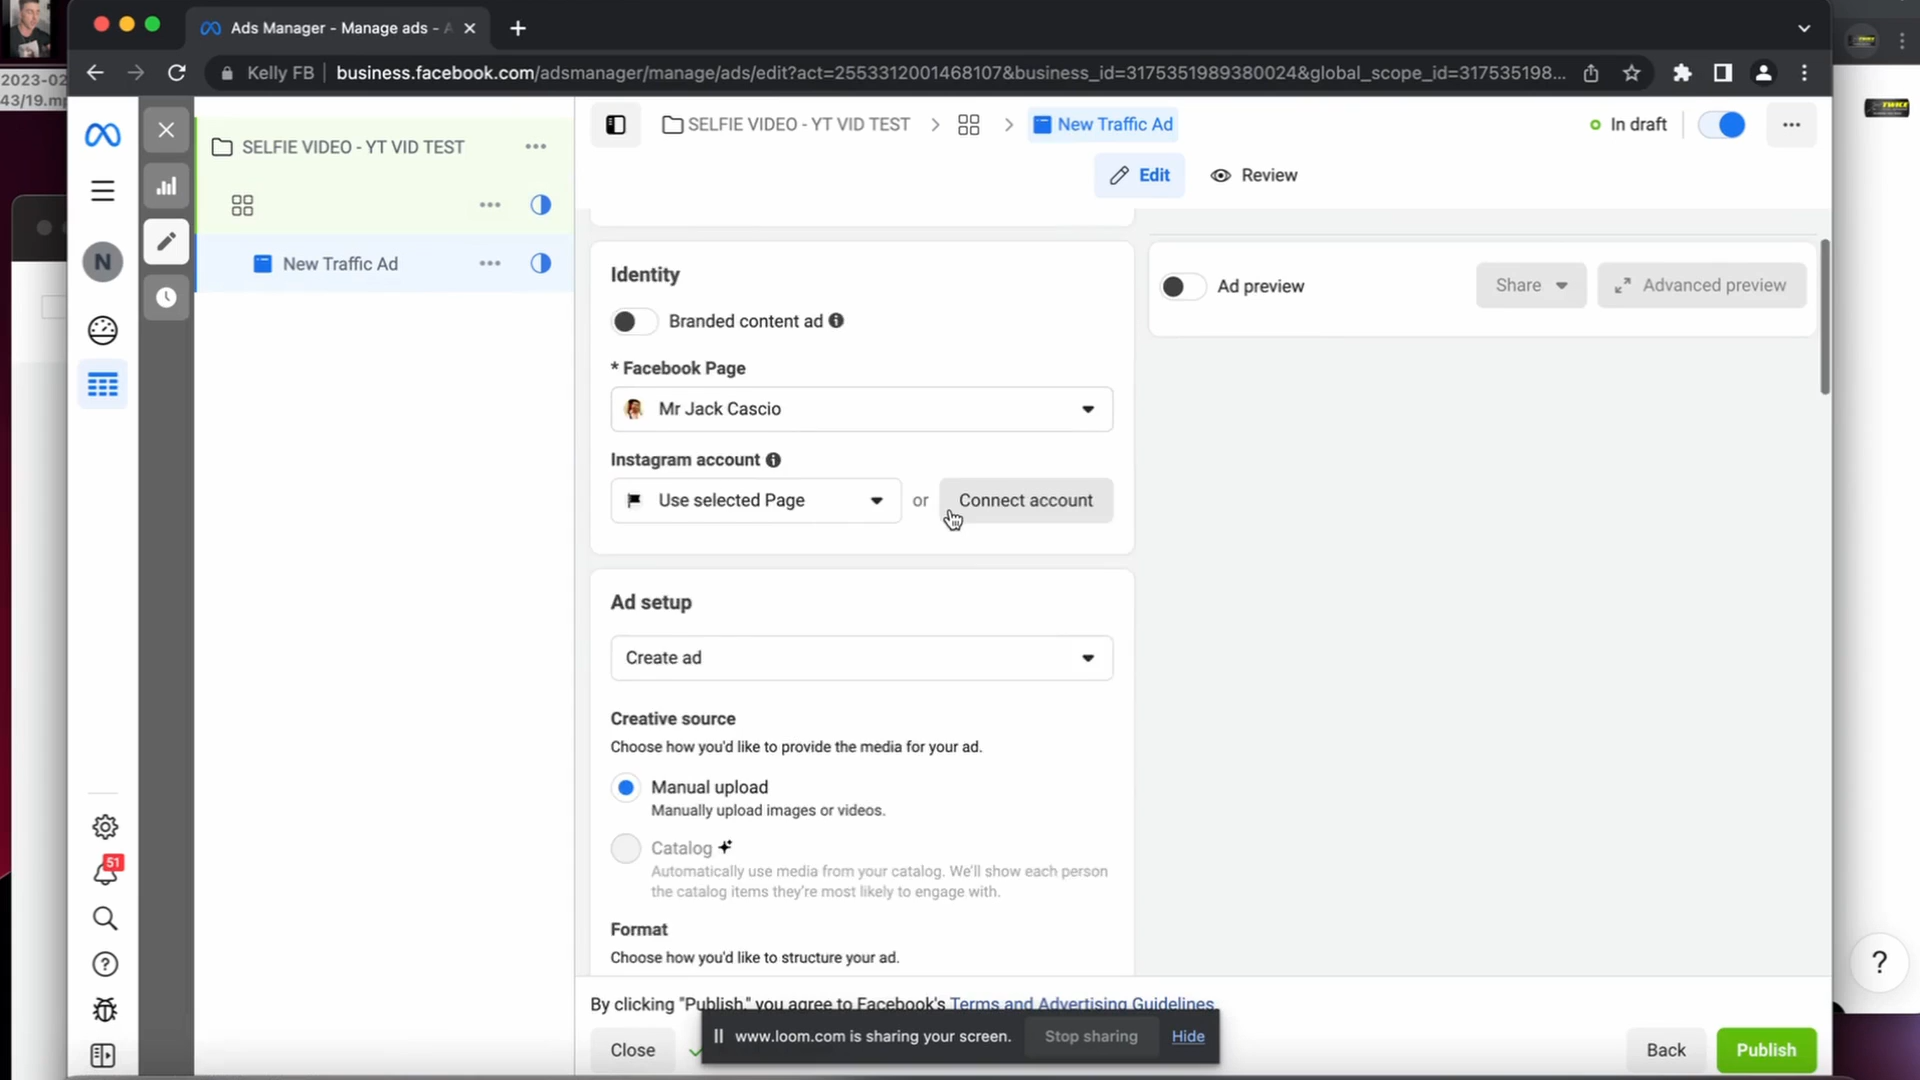 Ads Manager - Manage ads - A
2023-02
43/19.mp
Kelly FB
business.facebook.com/adsmanager/manage/ads/edit?act=2553312001468107&business_id=3175351989380024&global_scope_id=317535198...
SELFIE VIDEO - YT VID TEST
New Traffic Ad
N
51
SELFIE VIDEO - YT VID TEST
New Traffic Ad
In draft
Edit
Review
Identity
Branded content ad
* Facebook Page
Mr Jack Cascio
Instagram account
Use selected Page
or
Connect account
Ad preview
Share
Advanced preview
Ad setup
Create ad
Creative source
Choose how you'd like to provide the media for your ad.
Manual upload
Manually upload images or videos.
Catalog
Automatically use media from your catalog. We'll show each person
the catalog items they're most likely to engage with.
Format
Choose how you'd like to structure your ad.
By clicking "Publish," you agree to Facebook's Terms and Advertising Guidelines
Close
www.loom.com is sharing your screen.
Stop sharing
Hide
Back
Publish
TWICE